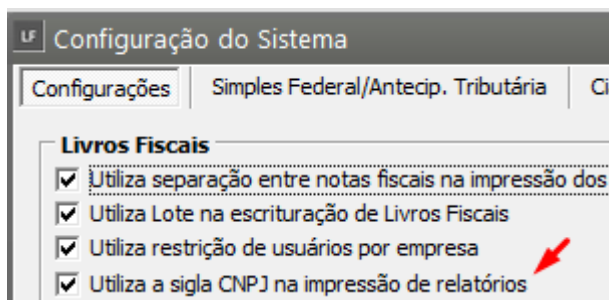 LF Configuração do Sistema
Configurações Simples Federal/Antecip. Tributária Ci
Livros Fiscais
Utiliza separação entre notas fiscais na impressão dos
Utiliza Lote na escrituração de Livros Fiscais
Utiliza restrição de usuários por empresa
Utiliza a sigla CNPJ na impressão de relatórios